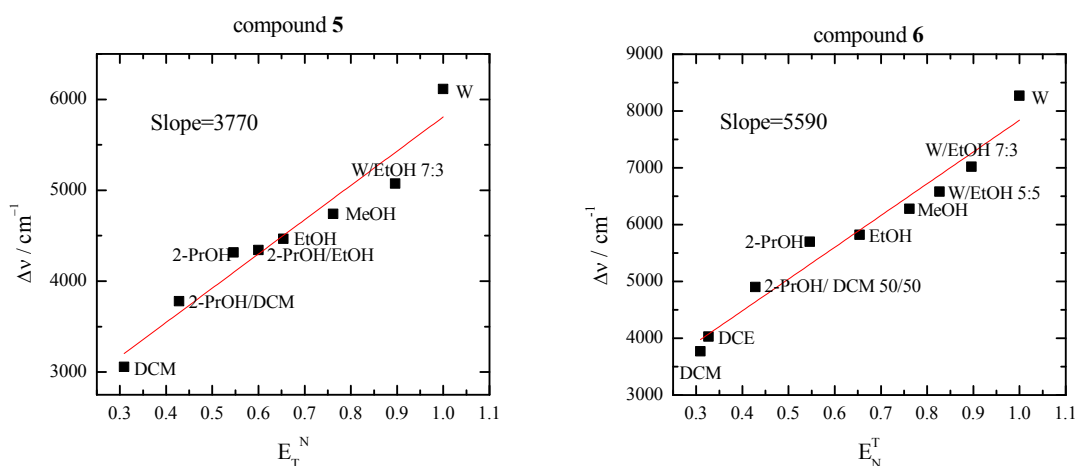 compound 5
6000
5000
4000
3000
Δν / cm⁻¹
Slope=3770
W
W/EtOH 7:3
MeOH
EtOH
2-PrOH
2-PrOH/EtOH
2-PrOH/DCM
DCM
0.3 0.4 0.5 0.6 0.7 0.8 0.9 1.0 1.1
E_T^N
compound 6
9000
8000
7000
6000
5000
4000
3000
Δν / cm⁻¹
Slope=5590
W
W/EtOH 7:3
W/EtOH 5:5
MeOH
2-PrOH
EtOH
2-PrOH/ DCM 50/50
DCE
DCM
0.3 0.4 0.5 0.6 0.7 0.8 0.9 1.0 1.1
E_N^T